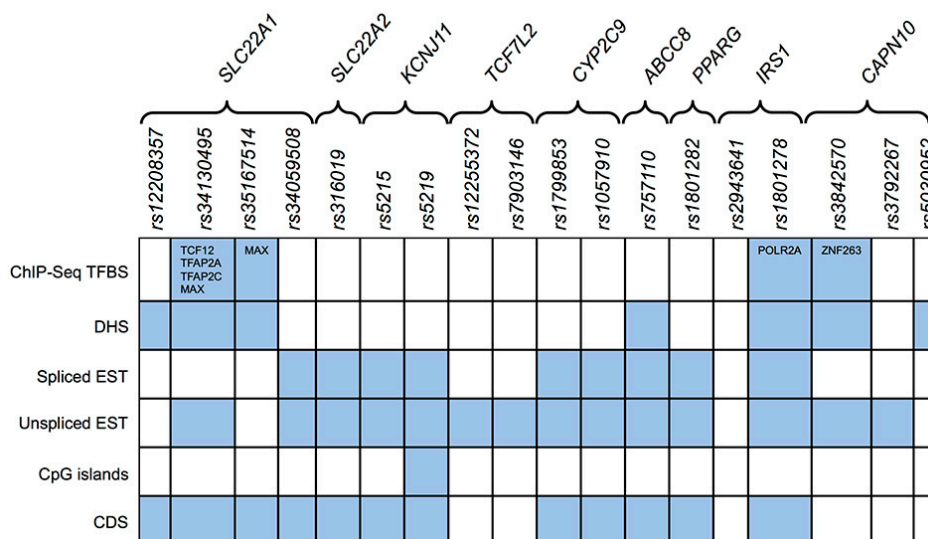 SLC22A1
SLC22A2
KCNJ11
TCF7L2
CYP2C9
ABCC8
PPARG
IRS1
CAPN10
rs12208357
rs34130495
rs35167514
rs34059508
rs316019
rs5215
rs5219
rs12255372
rs7903146
rs1799853
rs1057910
rs757110
rs1801282
rs2943641
rs1801278
rs3842570
rs3792267
ChIP-Seq TFBS
TCF12
TFAP2A
TFAP2C
MAX
MAX
POLR2A
ZNF263
DHS
Spliced EST
Unspliced EST
CpG islands
CDS